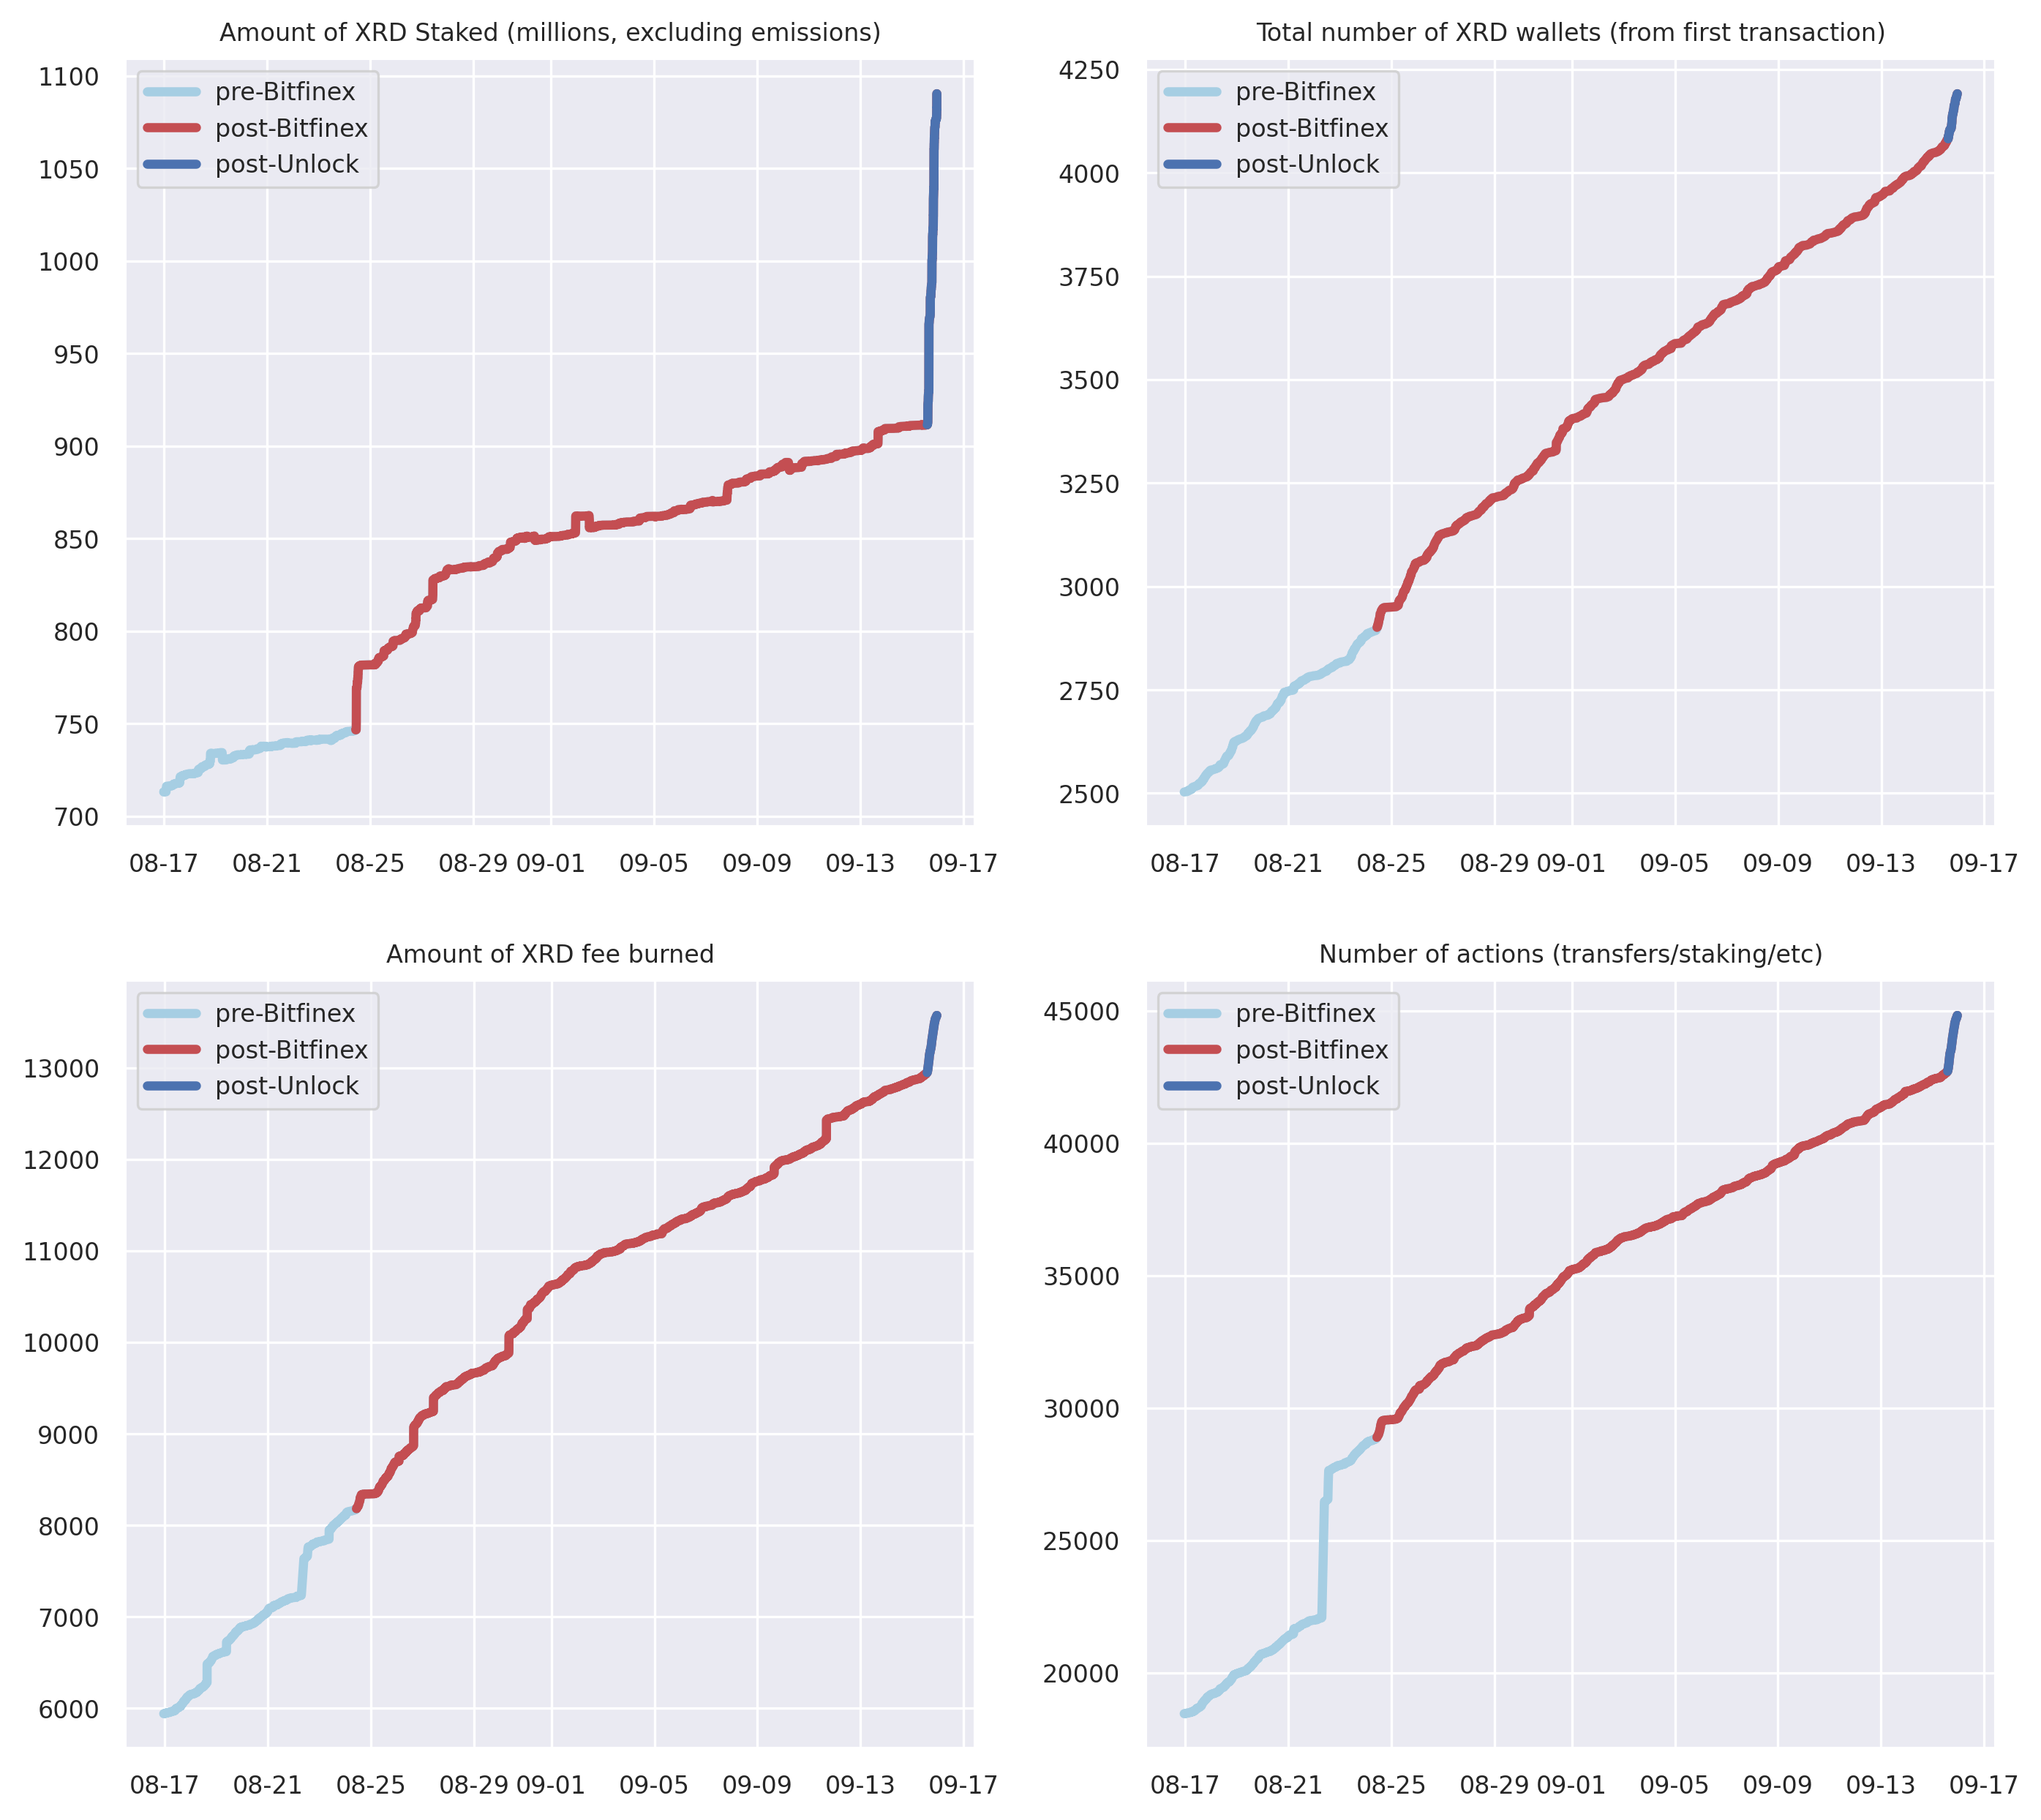 Amount of XRD Staked (millions, excluding emissions)
1100
1050
1000
950
900
850
800
750
700
pre-Bitfinex
post-Bitfinex
post-Unlock
08-17 08-21 08-25 08-29 09-01 09-05 09-09 09-13 09-17
Total number of XRD wallets (from first transaction)
4250
4000
3750
3500
3250
3000
2750
2500
pre-Bitfinex
post-Bitfinex
post-Unlock
08-17 08-21 08-25 08-29 09-01 09-05 09-09 09-13 09-17
Amount of XRD fee burned
13000
12000
11000
10000
9000
8000
7000
6000
pre-Bitfinex
post-Bitfinex
post-Unlock
08-17 08-21 08-25 08-29 09-01 09-05 09-09 09-13 09-17
Number of actions (transfers/staking/etc)
45000
40000
35000
30000
25000
20000
pre-Bitfinex
post-Bitfinex
post-Unlock
08-17 08-21 08-25 08-29 09-01 09-05 09-09 09-13 09-17